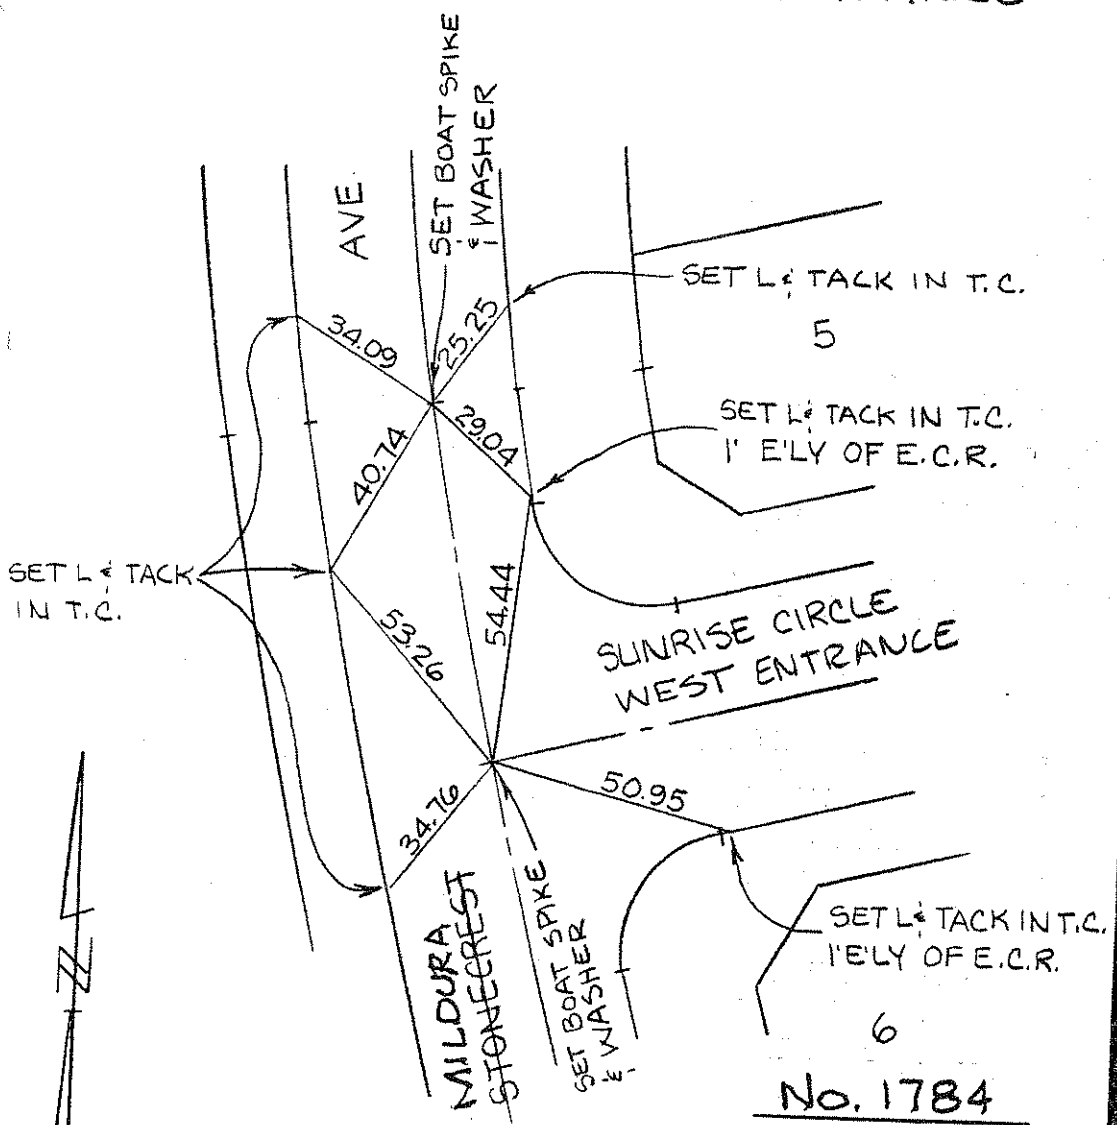 SET BOAT SPIKE
& WASHER
AVE.
SET L & TACK IN T.C.
5
34.09
25.25
SET L & TACK IN T.C.
1' E'LY OF E.C.R.
29.04
40.74
SET L & TACK
IN T.C.
54.44
53.26
SUNRISE CIRCLE
WEST ENTRANCE
50.95
34.76
MILDURA
STONECREST
SET BOAT SPIKE
& WASHER
SET L & TACK IN T.C.
1' E'LY OF E.C.R.
6
N
No. 1784